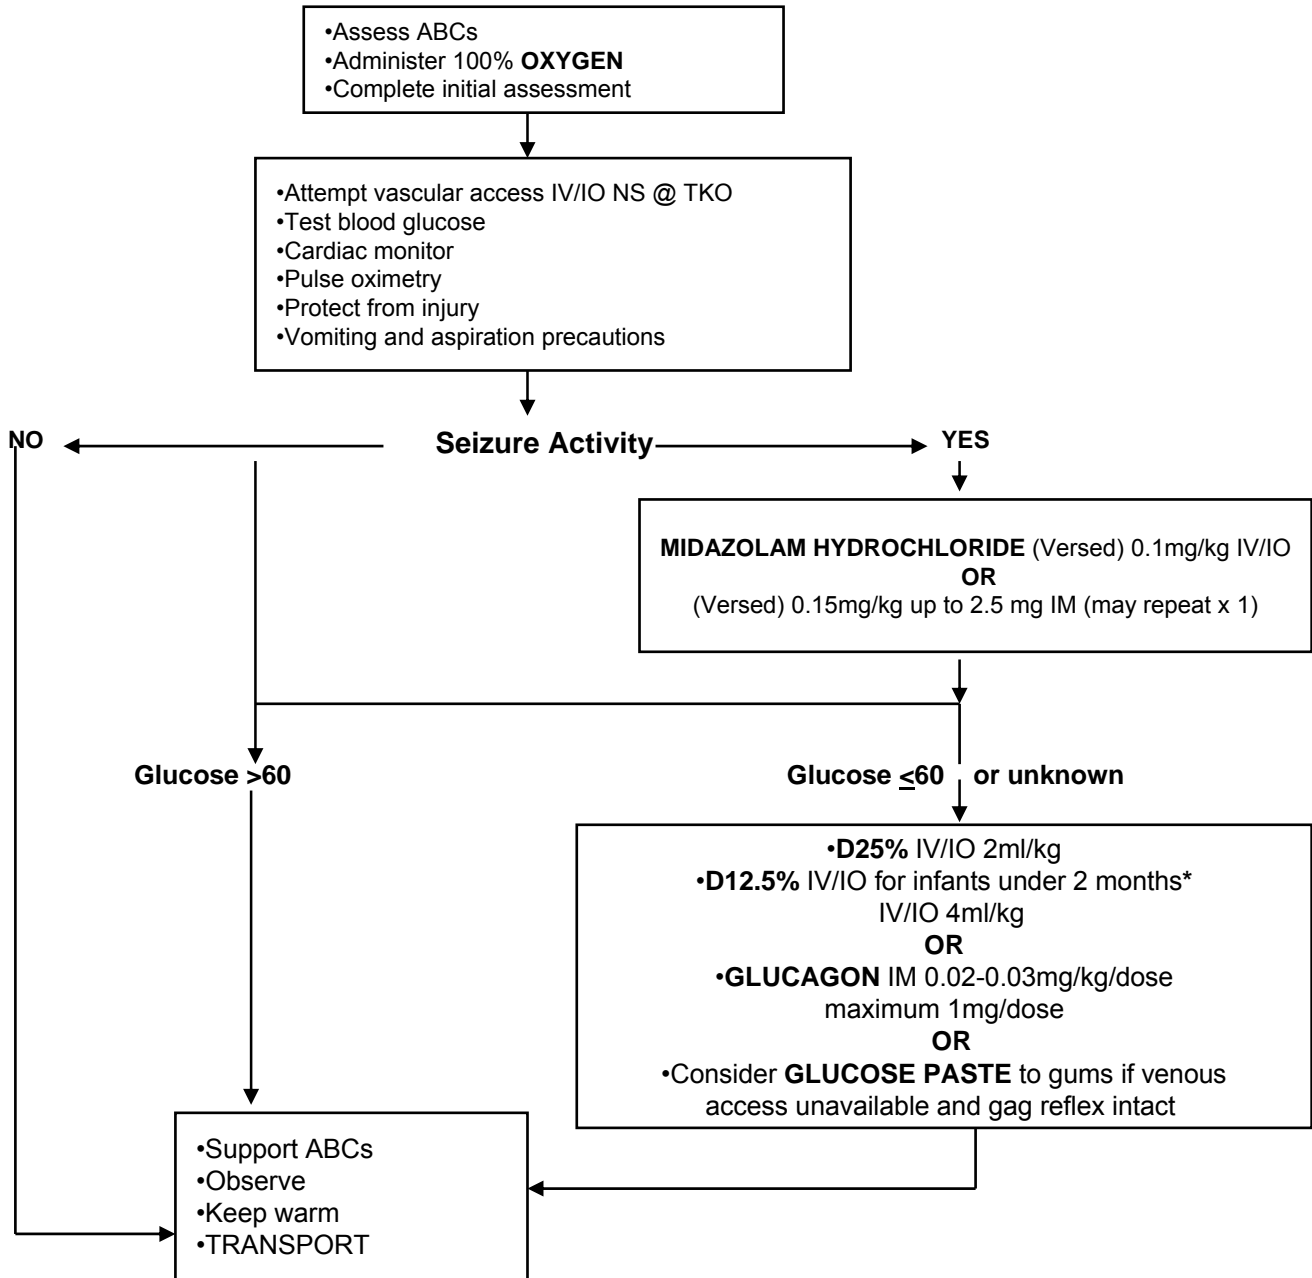 •Assess ABCs
•Administer 100% OXYGEN
•Complete initial assessment
•Attempt vascular access IV/IO NS @ TKO
•Test blood glucose
•Cardiac monitor
•Pulse oximetry
•Protect from injury
•Vomiting and aspiration precautions
NO
Seizure Activity
YES
MIDAZOLAM HYDROCHLORIDE (Versed) 0.1mg/kg IV/IO
OR
(Versed) 0.15mg/kg up to 2.5 mg IM (may repeat x 1)
Glucose >60
Glucose ≤60 or unknown
•D25% IV/IO 2ml/kg
•D12.5% IV/IO for infants under 2 months*
IV/IO 4ml/kg
OR
•GLUCAGON IM 0.02-0.03mg/kg/dose
maximum 1mg/dose
OR
•Consider GLUCOSE PASTE to gums if venous
access unavailable and gag reflex intact
•Support ABCs
•Observe
•Keep warm
•TRANSPORT